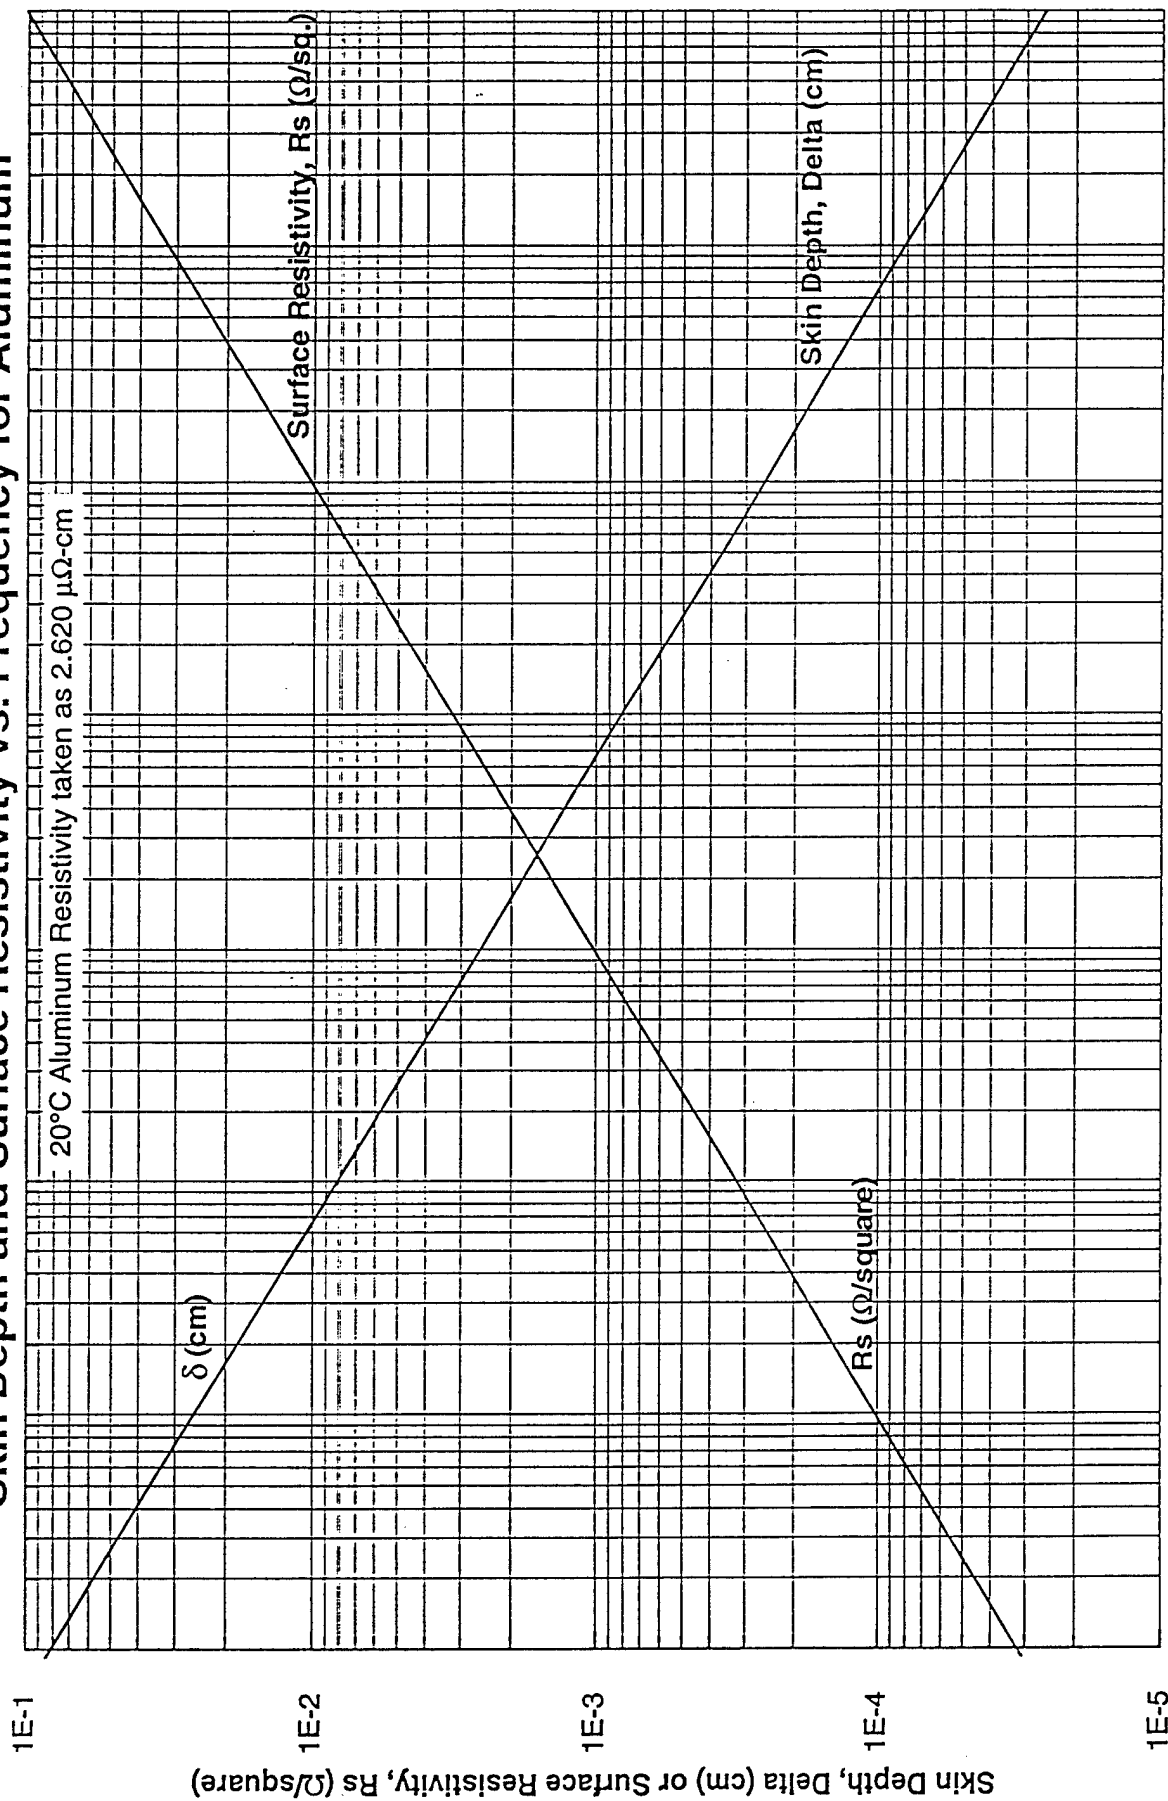 Skin Depth and Surface Resistivity vs. Frequency for Aluminum
20°C Aluminum Resistivity taken as 2.620 μΩ-cm
Surface Resistivity, Rs (Ω/sq.)
Skin Depth, Delta (cm)
δ (cm)
Rs (Ω/square)
1E-1
1E-2
1E-3
1E-4
1E-5
Skin Depth, Delta (cm) or Surface Resistivity, Rs (Ω/square)